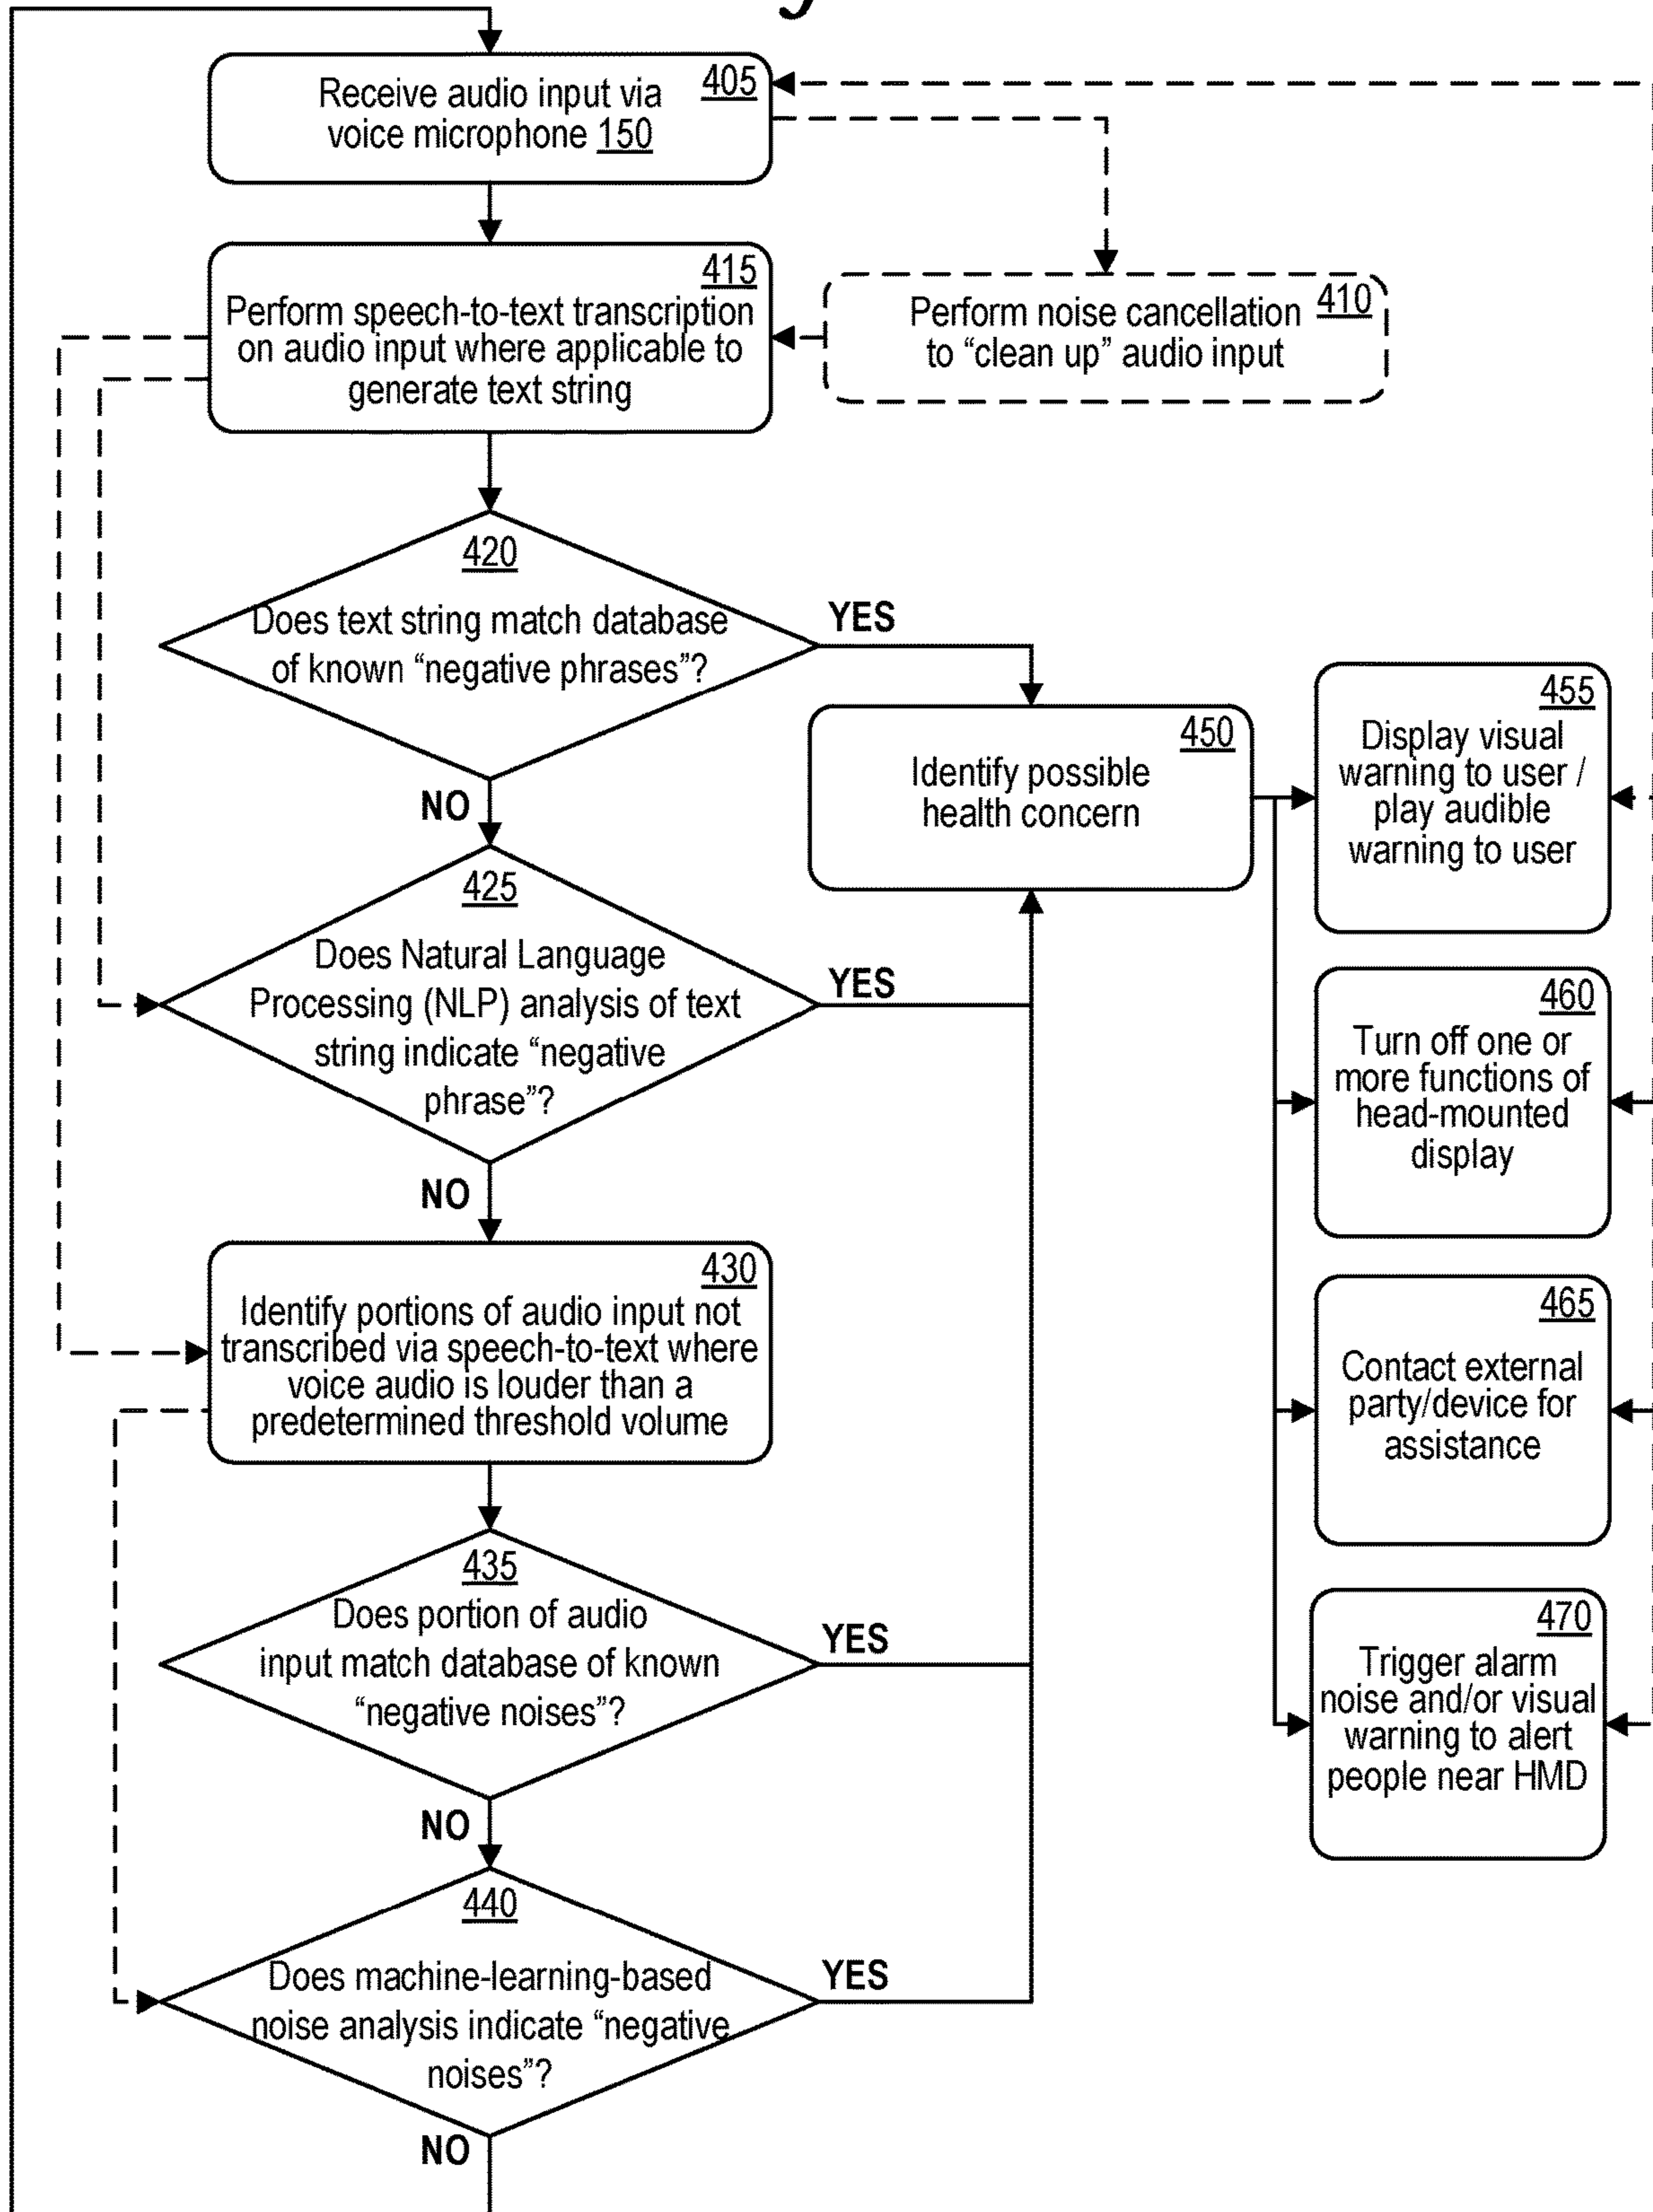 405
Receive audio input via
voice microphone 150
415
Perform speech-to-text transcription
on audio input where applicable to
generate text string
410
Perform noise cancellation
to “clean up” audio input
420
Does text string match database
of known “negative phrases”?
YES
NO
450
Identify possible
health concern
455
Display visual
warning to user /
play audible
warning to user
425
Does Natural Language
Processing (NLP) analysis of text
string indicate “negative
phrase”?
YES
NO
460
Turn off one or
more functions of
head-mounted
display
430
Identify portions of audio input not
transcribed via speech-to-text where
voice audio is louder than a
predetermined threshold volume
465
Contact external
party/device for
assistance
435
Does portion of audio
input match database of known
“negative noises”?
YES
NO
470
Trigger alarm
noise and/or visual
warning to alert
people near HMD
440
Does machine-learning-based
noise analysis indicate “negative
noises”?
YES
NO